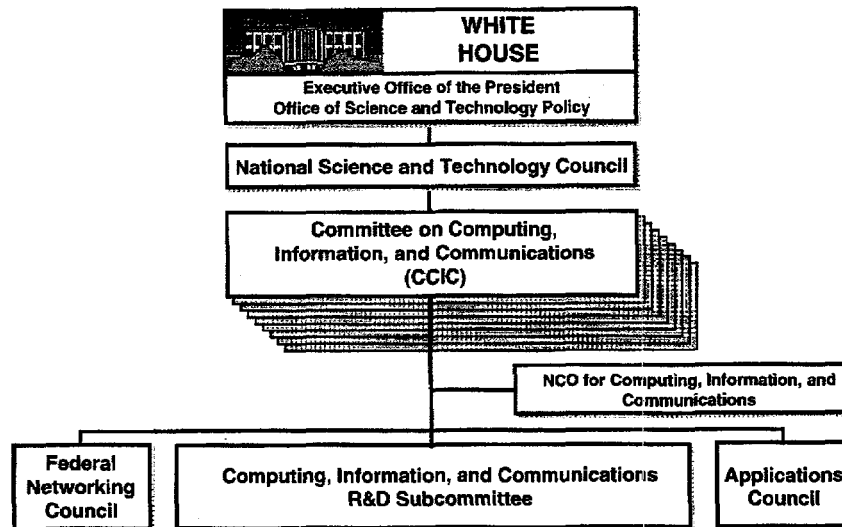 WHITE
HOUSE
Executive Office of the President
Office of Science and Technology Policy
National Science and Technology Council
Committee on Computing,
Information, and Communications
(CCIC)
NCO for Computing, Information, and
Communications
Federal
Networking
Council
Computing, Information, and Communications
R&D Subcommittee
Applications
Council